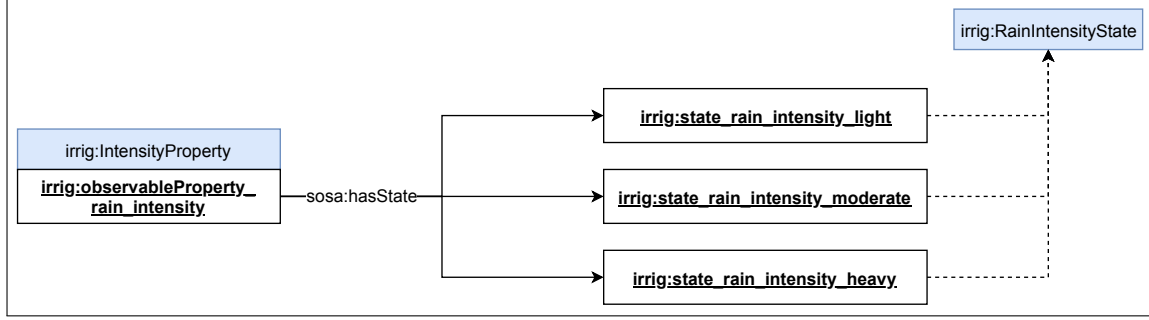 irrig:RainIntensityState
irrig:state_rain_intensity_light
irrig:IntensityProperty
irrig:observableProperty_
rain_intensity
sosa:hasState
irrig:state_rain_intensity_moderate
irrig:state_rain_intensity_heavy